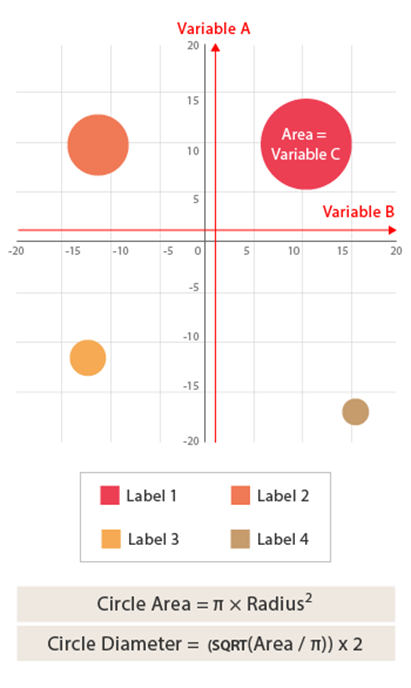 Variable A
20
15
Area =
10
Variable C
5
Variable B
-20 -15 -10 -5 0 5 10 15 20
-5
-10
-15
-20
Label 1 Label 2
Label 3 Label 4
Circle Area = π × Radius²
Circle Diameter = (SQRT(Area / π)) x 2